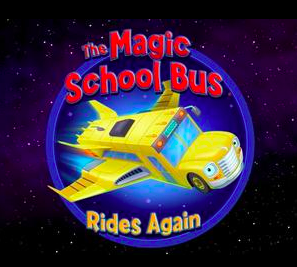 The Magic
School Bus
Rides Again